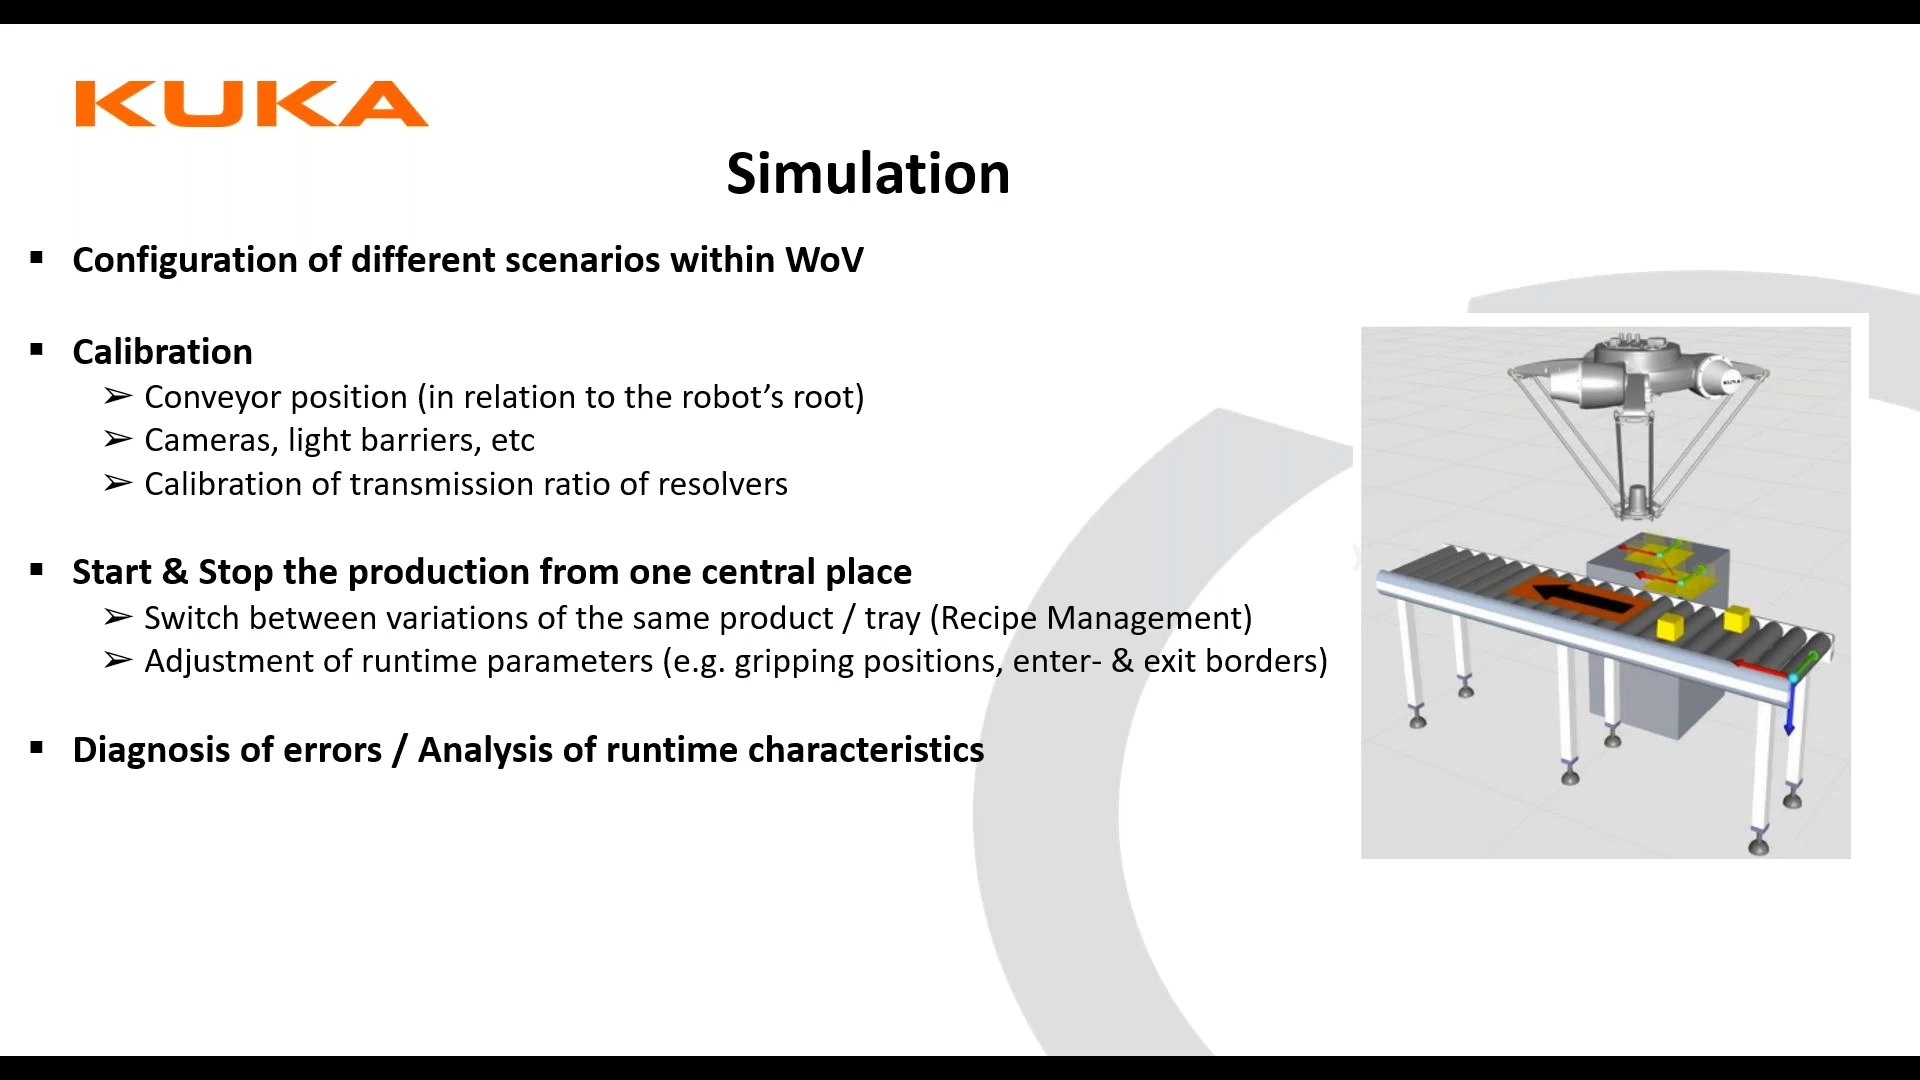 KUKA
Simulation
▪ Configuration of different scenarios within WoV
▪ Calibration
➢ Conveyor position (in relation to the robot’s root)
➢ Cameras, light barriers, etc
➢ Calibration of transmission ratio of resolvers
▪ Start & Stop the production from one central place
➢ Switch between variations of the same product / tray (Recipe Management)
➢ Adjustment of runtime parameters (e.g. gripping positions, enter- & exit borders)
▪ Diagnosis of errors / Analysis of runtime characteristics